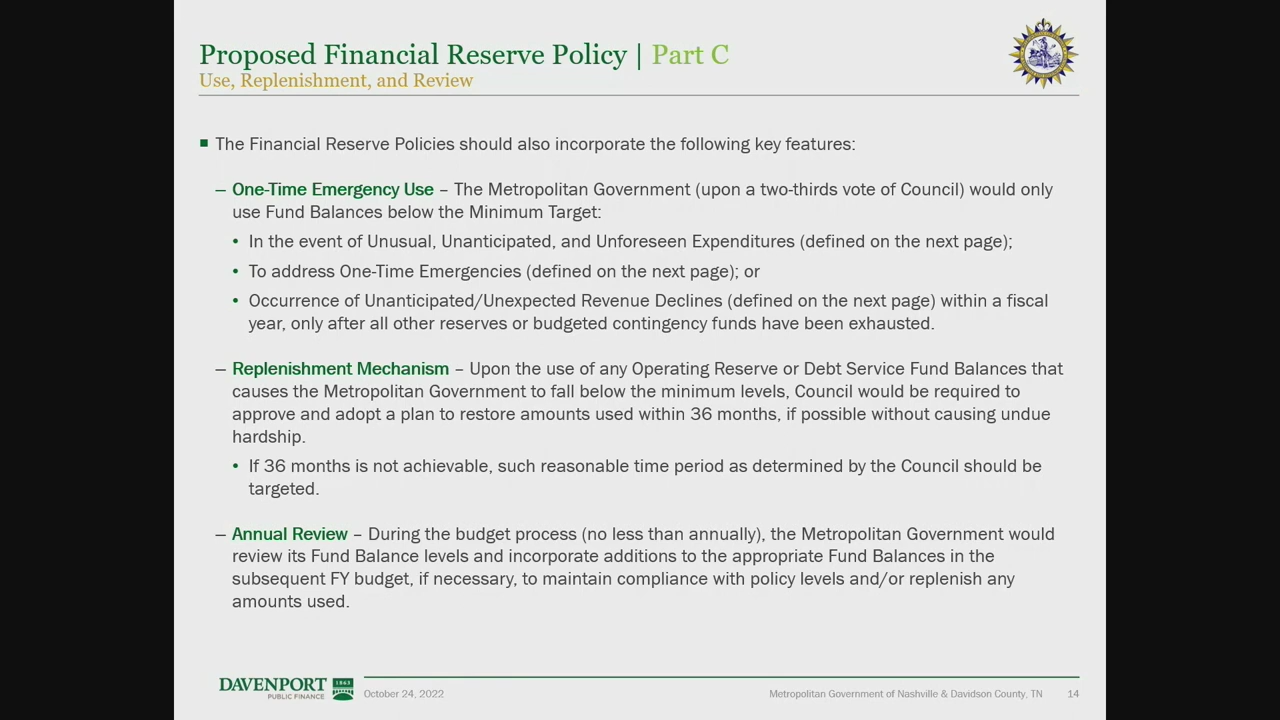 Proposed Financial Reserve Policy | Part C
Use, Replenishment, and Review
The Financial Reserve Policies should also incorporate the following key features:
– One-Time Emergency Use – The Metropolitan Government (upon a two-thirds vote of Council) would only
use Fund Balances below the Minimum Target:
• In the event of Unusual, Unanticipated, and Unforeseen Expenditures (defined on the next page);
• To address One-Time Emergencies (defined on the next page); or
• Occurrence of Unanticipated/Unexpected Revenue Declines (defined on the next page) within a fiscal
year, only after all other reserves or budgeted contingency funds have been exhausted.
– Replenishment Mechanism – Upon the use of any Operating Reserve or Debt Service Fund Balances that
causes the Metropolitan Government to fall below the minimum levels, Council would be required to
approve and adopt a plan to restore amounts used within 36 months, if possible without causing undue
hardship.
• If 36 months is not achievable, such reasonable time period as determined by the Council should be
targeted.
– Annual Review – During the budget process (no less than annually), the Metropolitan Government would
review its Fund Balance levels and incorporate additions to the appropriate Fund Balances in the
subsequent FY budget, if necessary, to maintain compliance with policy levels and/or replenish any
amounts used.
DAVENPORT
PUBLIC FINANCE
1863
October 24, 2022
Metropolitan Government of Nashville & Davidson County, TN
14